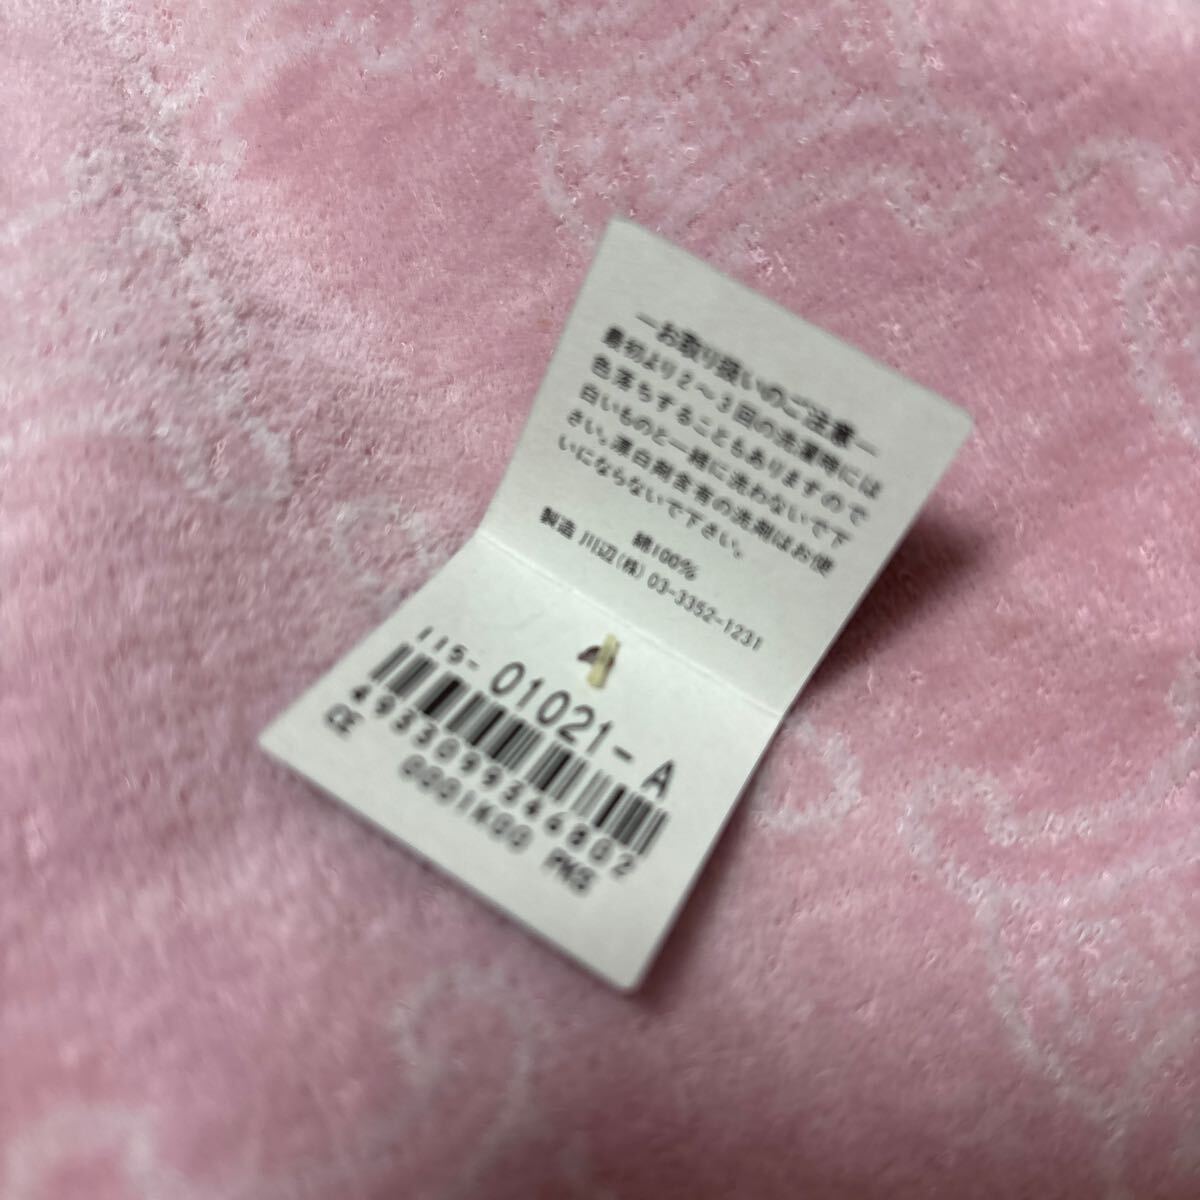 ―お取り扱いのご注意―
最初より2～3回の洗濯時には
色落ちすることもありますので
白いものと一緒に洗わないで下
さい。漂白剤含有の洗剤はお使
いにならないで下さい。
綿100%
製造 川辺(株) 03-3352-1231
115-01021-A
4933099346802
CE 0001K00 PK5